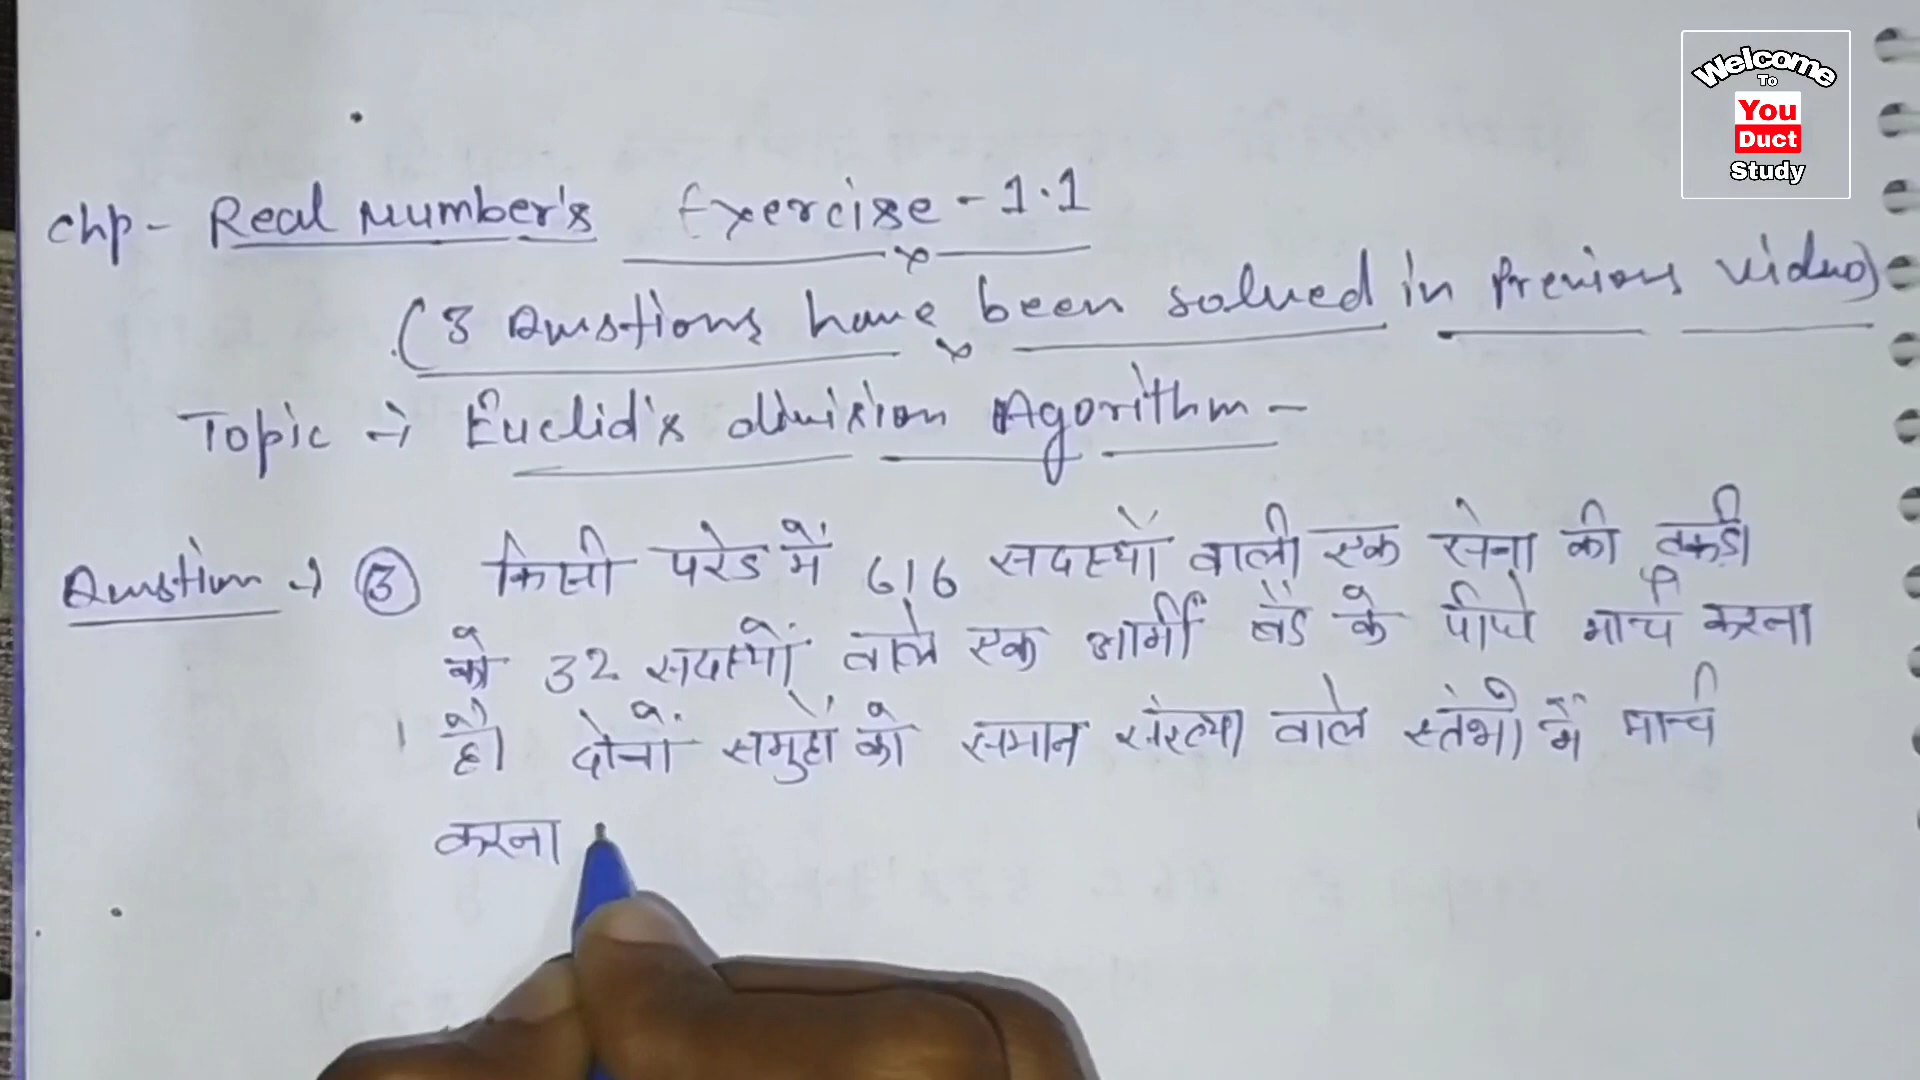 Welcome
To
You
Duct
Study
Chp - Real Number's Exercise - 1.1
(3 Questions have been solved in Previous video)
Topic → Euclid's division Agorithm -
Question → ③ किसी परेड में 616 सदस्यों वाली एक सेना की टुकड़ी
को 32 सदस्यों वाले एक आर्मी बैंड के पीछे मार्च करना
है। दोनों समुहों को समान संख्या वाले स्तंभों में मार्च
करना